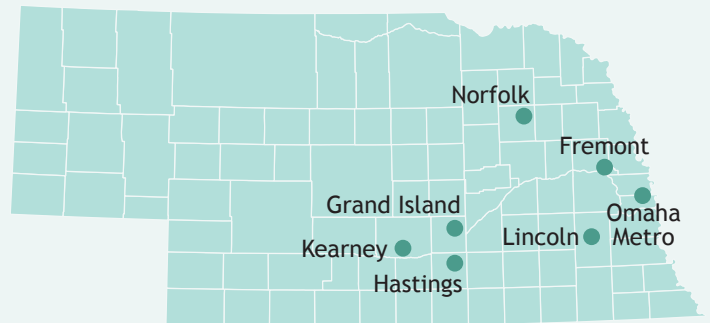 Norfolk
Fremont
Grand Island
Omaha
Lincoln Metro
Kearney
Hastings